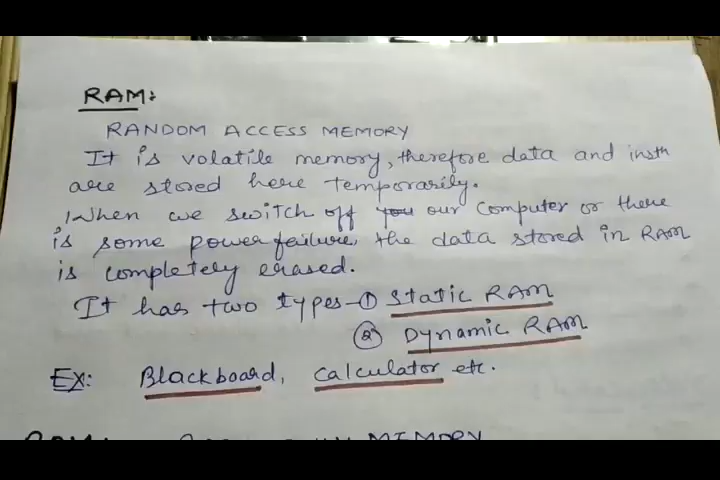 RAM:
RANDOM ACCESS MEMORY
It is volatile memory, therefore data and instn
are stored here temporarily.
When we switch off you our computer or there
is some power failure, the data stored in RAM
is completely erased.
It has two types- ① Static RAM
② Dynamic RAM
Ex: Blackboard, Calculator etc.
MEMORY